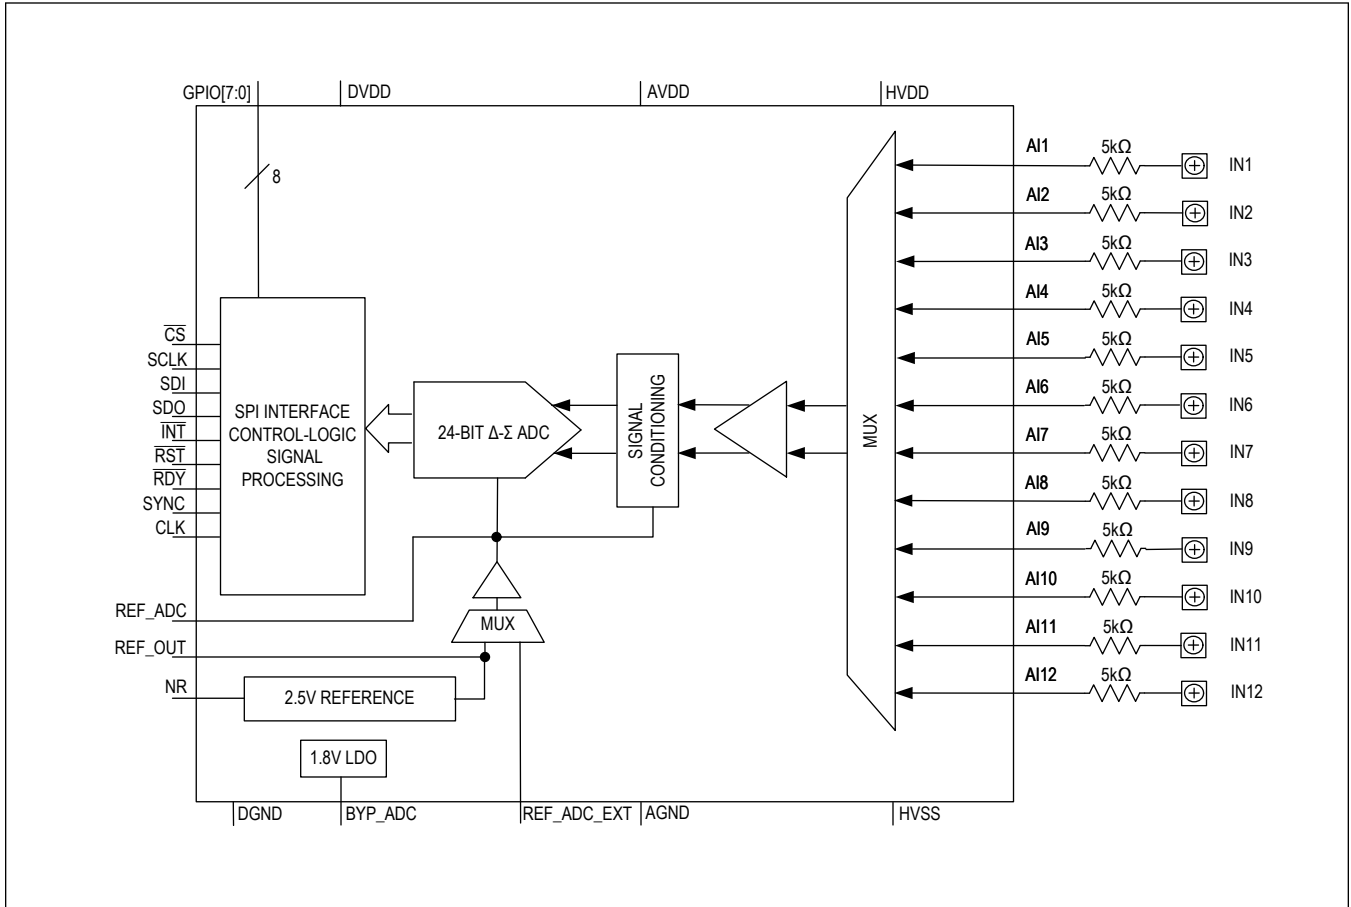 GPIO[7:0]
DVDD
AVDD
HVDD
8
AI1
5kΩ
IN1
AI2
5kΩ
IN2
AI3
5kΩ
IN3
AI4
5kΩ
IN4
AI5
5kΩ
IN5
AI6
5kΩ
IN6
AI7
5kΩ
IN7
AI8
5kΩ
IN8
AI9
5kΩ
IN9
AI10
5kΩ
IN10
AI11
5kΩ
IN11
AI12
5kΩ
IN12
CS
SCLK
SDI
SDO
INT
RST
RDY
SYNC
CLK
SPI INTERFACE
CONTROL-LOGIC
SIGNAL
PROCESSING
24-BIT Δ-Σ ADC
SIGNAL
CONDITIONING
MUX
REF_ADC
MUX
REF_OUT
NR
2.5V REFERENCE
1.8V LDO
DGND
BYP_ADC
REF_ADC_EXT
AGND
HVSS